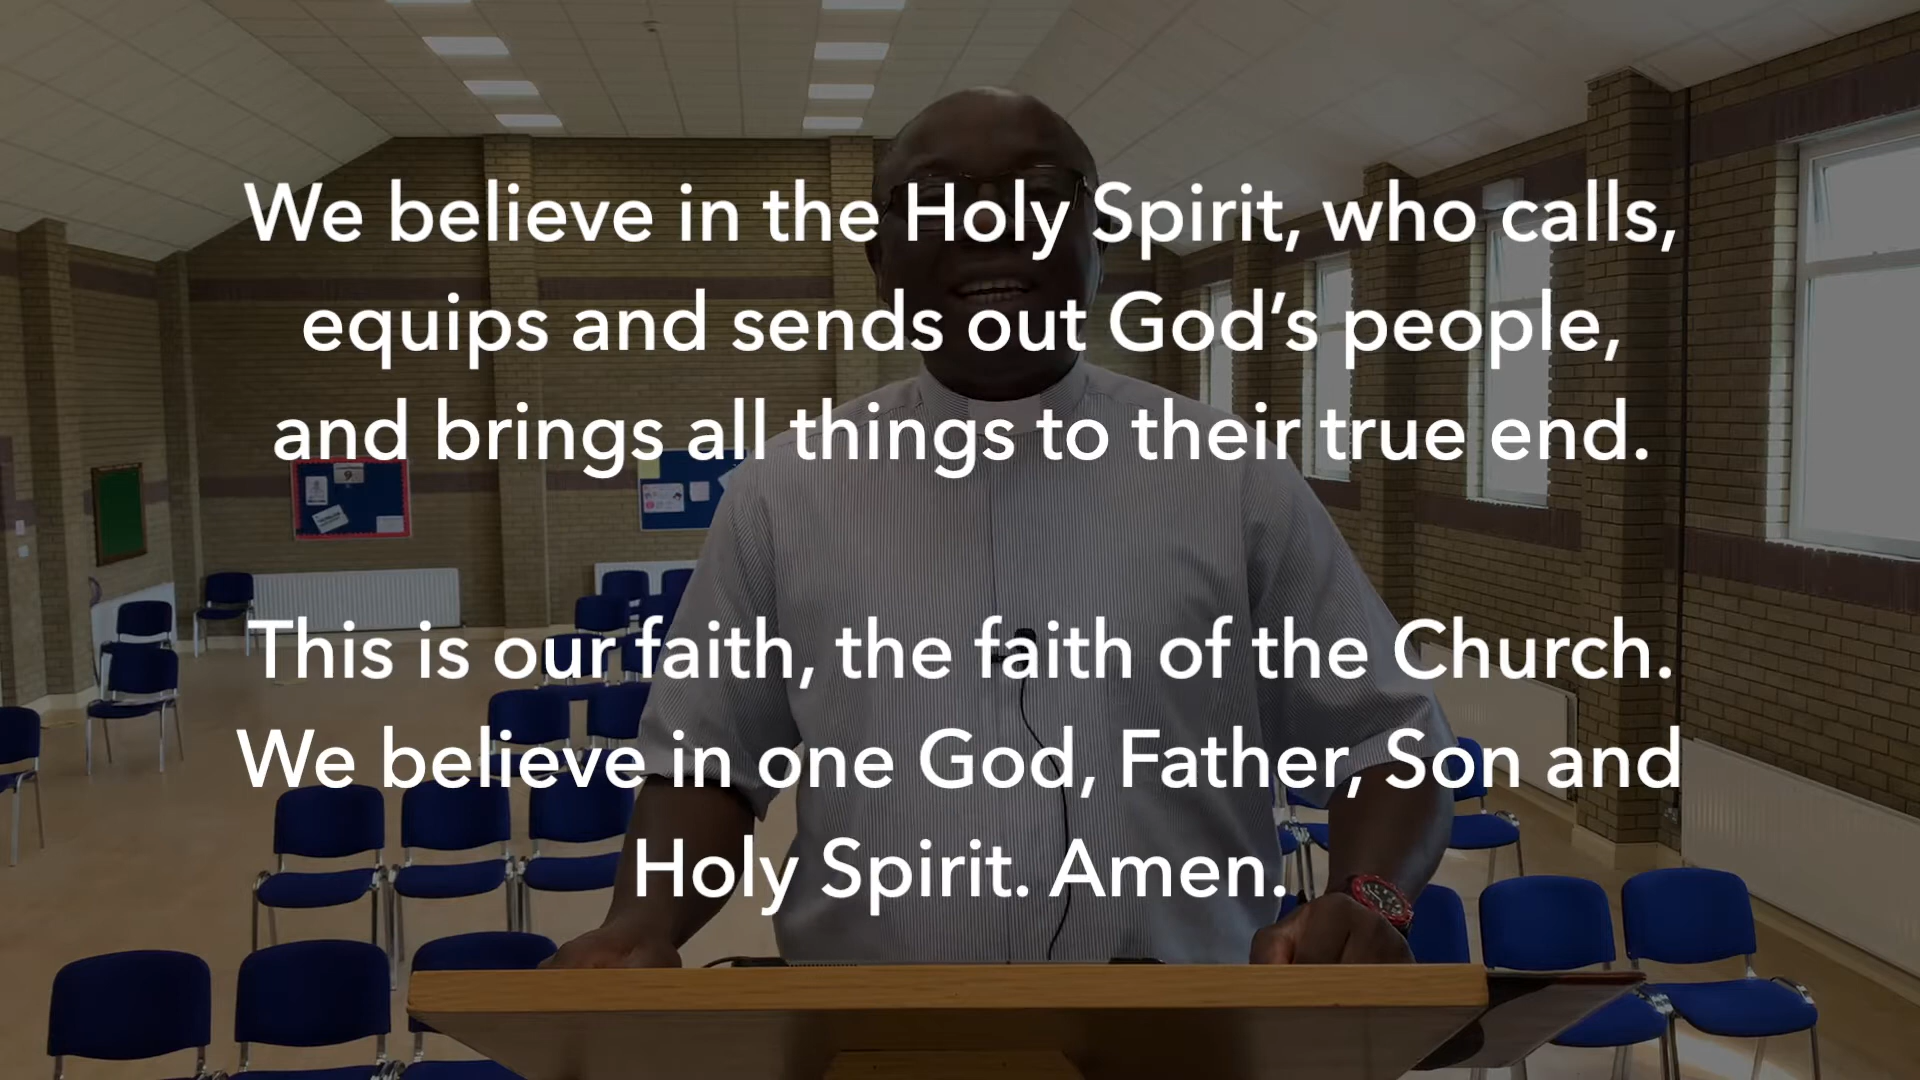 We believe in the Holy Spirit, who calls,
equips and sends out God’s people,
and brings all things to their true end.
This is our faith, the faith of the Church.
We believe in one God, Father, Son and
Holy Spirit. Amen.